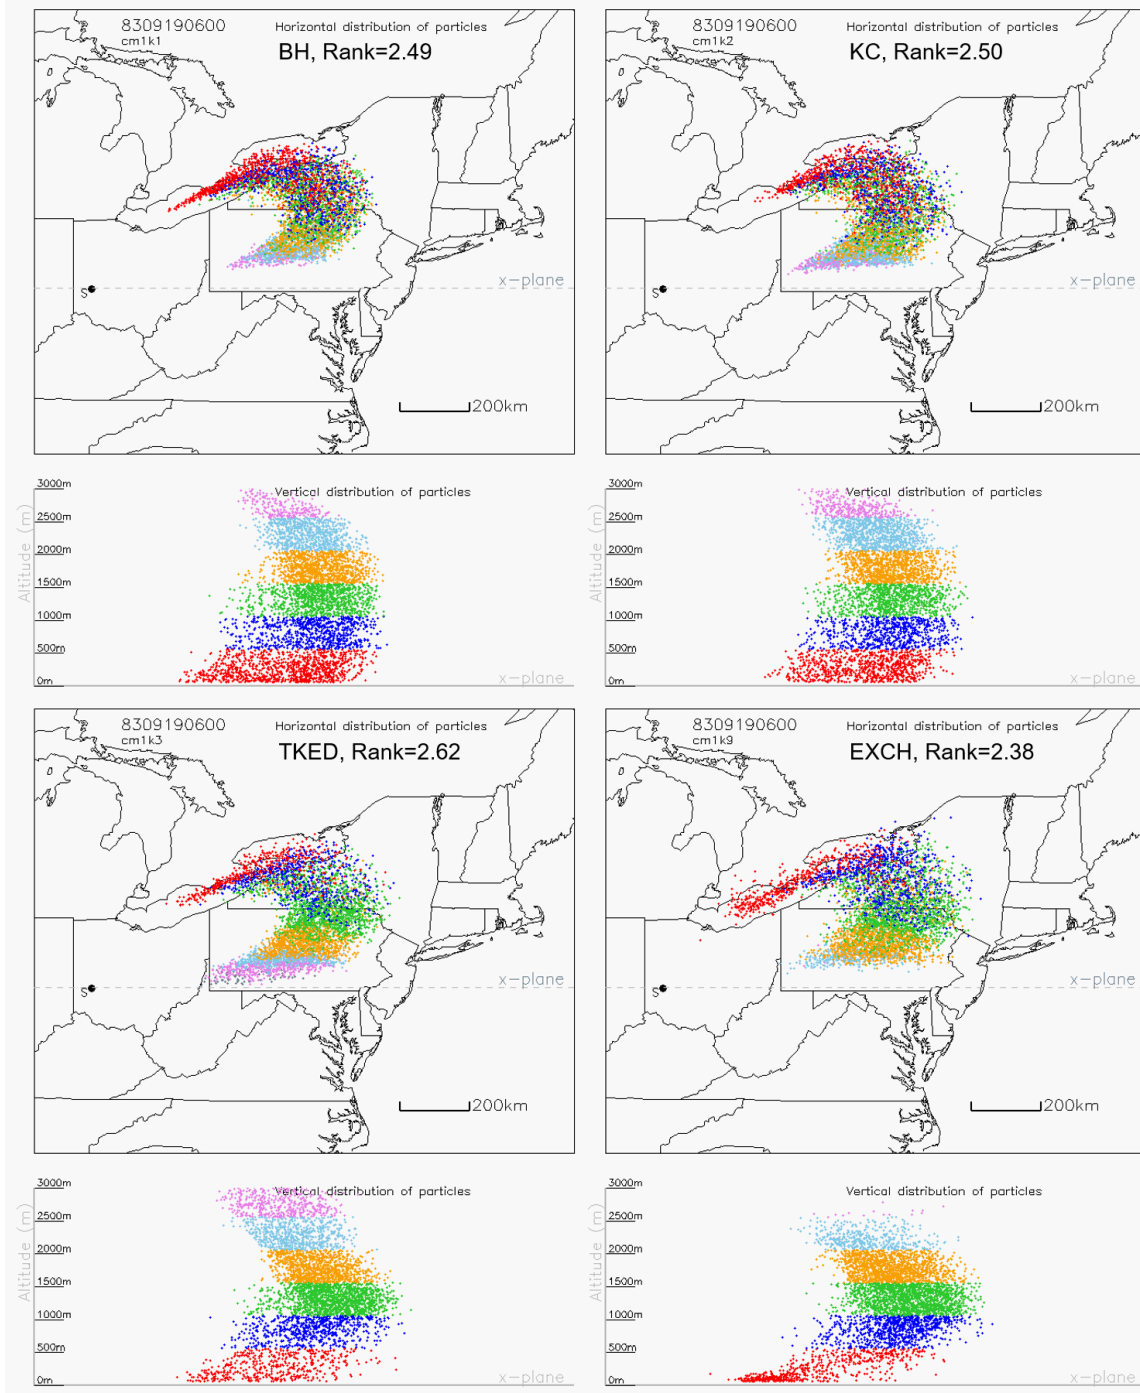 8309190600
Horizontal distribution of particles
cm1k1
BH, Rank=2.49
x-plane
S
200km
8309190600
Horizontal distribution of particles
cm1k2
KC, Rank=2.50
x-plane
S
200km
Altitude (m)
Vertical distribution of particles
3000m
2500m
2000m
1500m
1000m
500m
0m
x-plane
Altitude (m)
Vertical distribution of particles
3000m
2500m
2000m
1500m
1000m
500m
0m
x-plane
8309190600
Horizontal distribution of particles
cm1k3
TKED, Rank=2.62
x-plane
S
200km
8309190600
Horizontal distribution of particles
cm1k9
EXCH, Rank=2.38
x-plane
S
200km
Altitude (m)
Vertical distribution of particles
3000m
2500m
2000m
1500m
1000m
500m
0m
x-plane
Altitude (m)
Vertical distribution of particles
3000m
2500m
2000m
1500m
1000m
500m
0m
x-plane